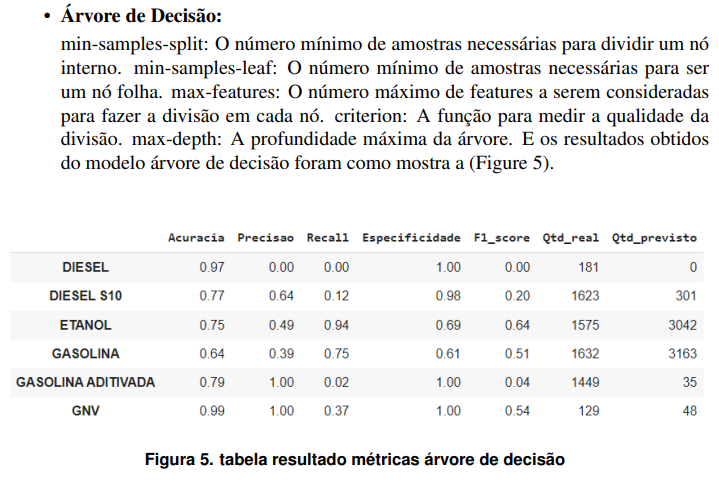 • Árvore de Decisão:
min-samples-split: O número mínimo de amostras necessárias para dividir um nó
interno. min-samples-leaf: O número mínimo de amostras necessárias para ser
um nó folha. max-features: O número máximo de features a serem consideradas
para fazer a divisão em cada nó. criterion: A função para medir a qualidade da
divisão. max-depth: A profundidade máxima da árvore. E os resultados obtidos
do modelo árvore de decisão foram como mostra a (Figure 5).
Acuracia Precisao Recall Especificidade F1_score Qtd_real Qtd_previsto
DIESEL 0.97 0.00 0.00 1.00 0.00 181 0
DIESEL S10 0.77 0.64 0.12 0.98 0.20 1623 301
ETANOL 0.75 0.49 0.94 0.69 0.64 1575 3042
GASOLINA 0.64 0.39 0.75 0.61 0.51 1632 3163
GASOLINA ADITIVADA 0.79 1.00 0.02 1.00 0.04 1449 35
GNV 0.99 1.00 0.37 1.00 0.54 129 48
Figura 5. tabela resultado métricas árvore de decisão